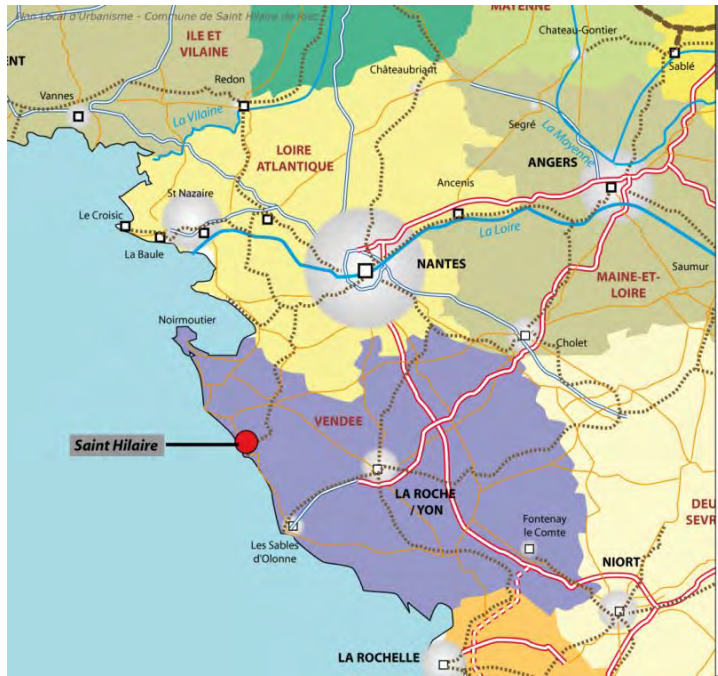 Plan Local d'Urbanisme - Commune de Saint Hilaire de Riez
MAYENNE
ILE ET
VILAINE
Chateau-Gontier
ENT
Sablé
Châteaubriant
Redon
Vannes
La Vilaine
Segré
La Mayenne
LOIRE
ATLANTIQUE
ANGERS
Ancenis
St Nazaire
Le Croisic
La Loire
La Baule
NANTES
Saumur
MAINE-ET-
LOIRE
Noirmoutier
Cholet
VENDEE
Saint Hilaire
LA ROCHE
/ YON
DEU
SEVR
Fontenay
le Comte
Les Sables
d'Olonne
NIORT
LA ROCHELLE